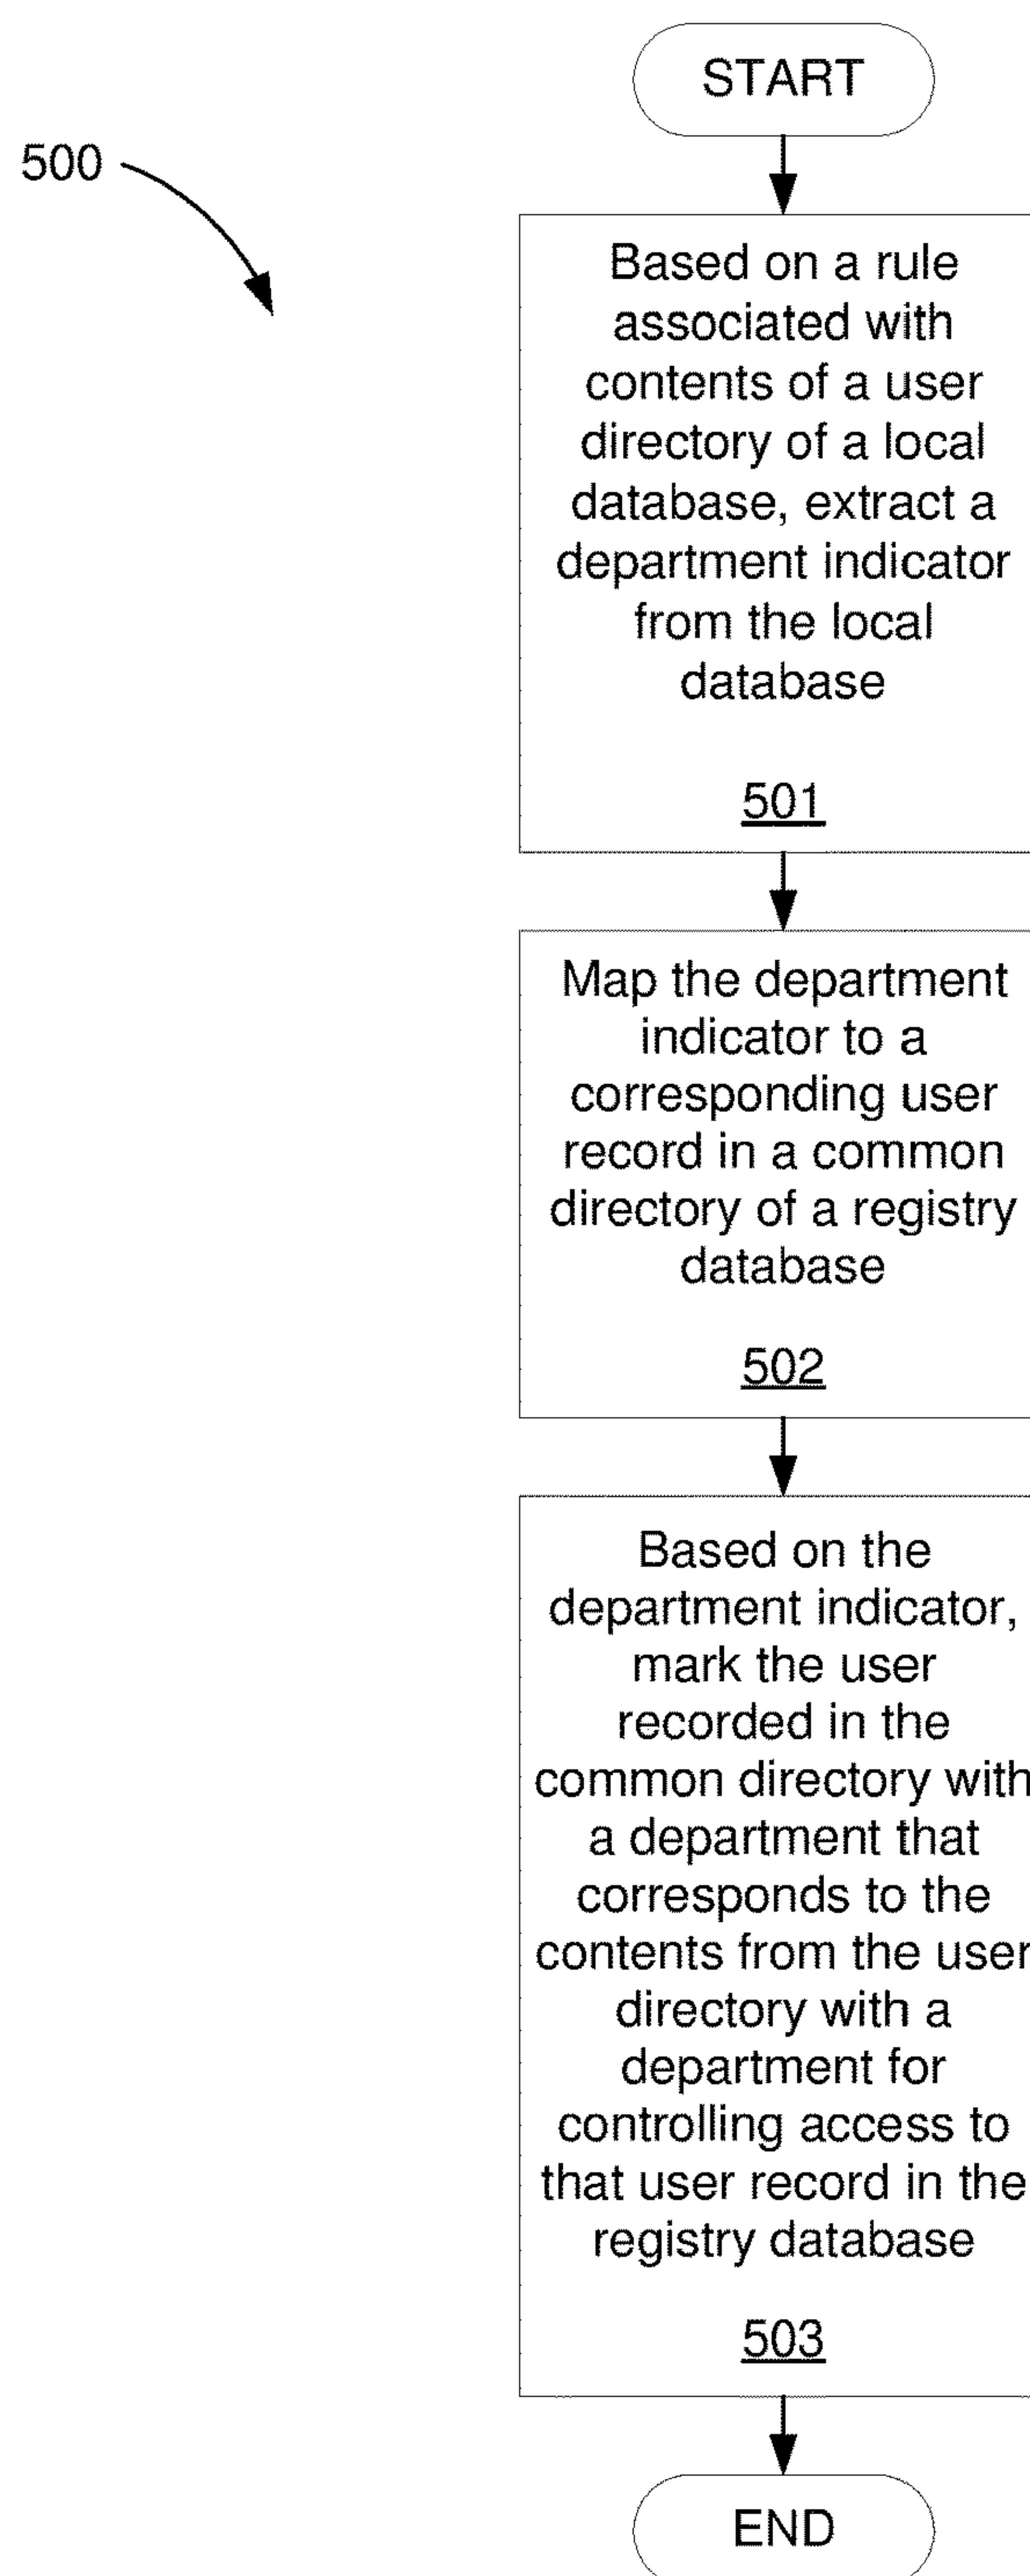 START
500
Based on a rule
associated with
contents of a user
directory of a local
database, extract a
department indicator
from the local
database
501
Map the department
indicator to a
corresponding user
record in a common
directory of a registry
database
502
Based on the
department indicator,
mark the user
recorded in the
common directory with
a department that
corresponds to the
contents from the user
directory with a
department for
controlling access to
that user record in the
registry database
503
END